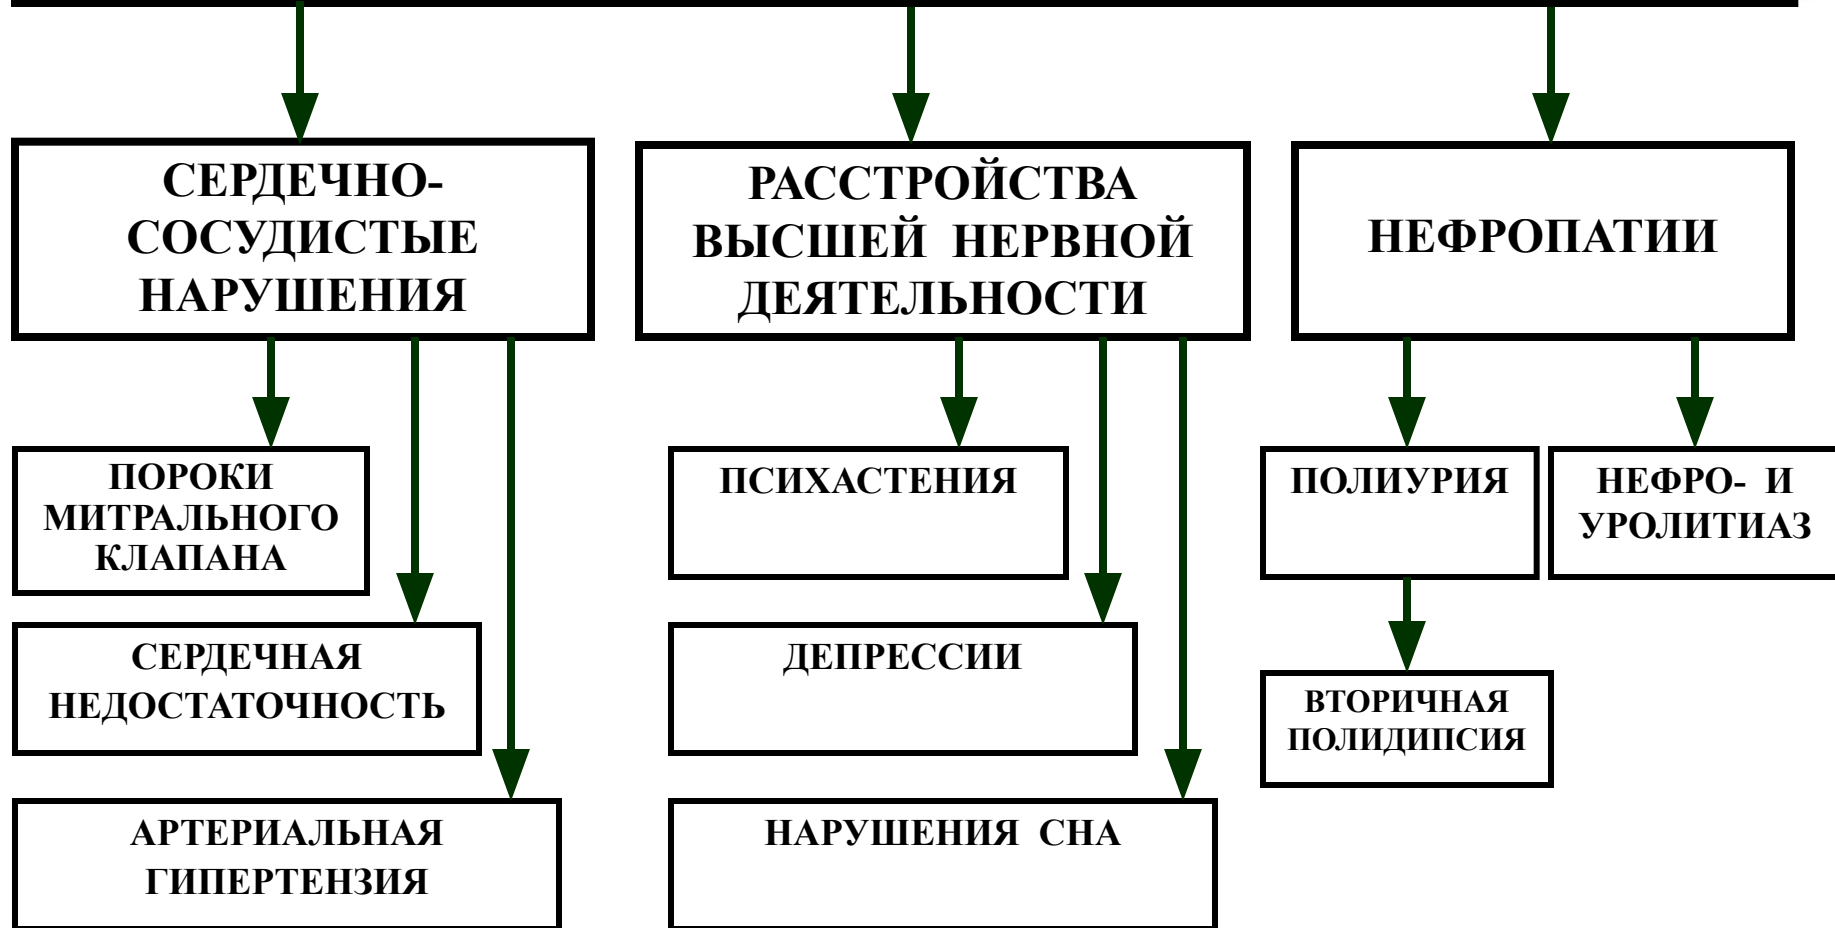 СЕРДЕЧНО-
СОСУДИСТЫЕ
НАРУШЕНИЯ
РАССТРОЙСТВА
ВЫСШЕЙ НЕРВНОЙ
ДЕЯТЕЛЬНОСТИ
НЕФРОПАТИИ
ПОРОКИ
МИТРАЛЬНОГО
КЛАПАНА
СЕРДЕЧНАЯ
НЕДОСТАТОЧНОСТЬ
АРТЕРИАЛЬНАЯ
ГИПЕРТЕНЗИЯ
ПСИХАСТЕНИЯ
ДЕПРЕССИИ
НАРУШЕНИЯ СНА
ПОЛИУРИЯ
НЕФРО- И
УРОЛИТИАЗ
ВТОРИЧНАЯ
ПОЛИДИПСИЯ